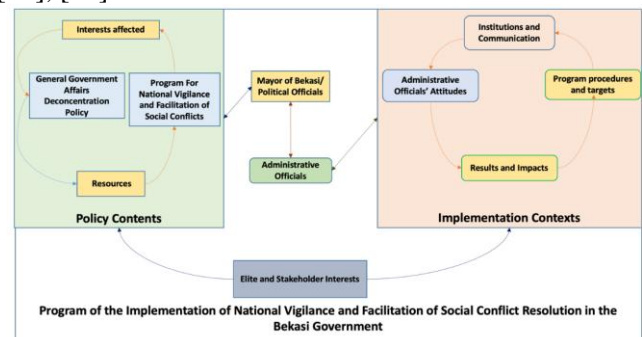 Interests affected
General Government
Affairs
Deconcentration
Policy
Program For
National Vigilance
and Facilitation of
Social Conflicts
Resources
Policy Contents
Mayor of Bekasi/
Political Officials
Administrative
Officials
Institutions and
Communication
Administrative
Officials' Attitudes
Program procedures
and targets
Results and Impacts
Implementation Contexts
Elite and Stakeholder Interests
Program of the Implementation of National Vigilance and Facilitation of Social Conflict Resolution in the
Bekasi Government